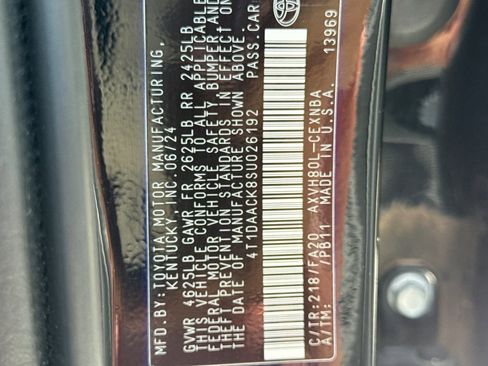 MFD.BY:TOYOTA MOTOR MANUFACTURING,
KENTUCKY,INC.06/24
GVWR 4625LB GAWR FR 2625LB RR 2425LB
THIS VEHICLE CONFORMS TO ALL APPLICABLE
FEDERAL MOTOR VEHICLE SAFETY, BUMPER AND
THEFT PREVENTION STANDARDS IN EFFECT ON
THE DATE OF MANUFACTURE SHOWN ABOVE.
4T1DAACK8SU026192 PASS.CAR
C/TR:218/FA20 AXVH80L-CEXNBA
A/TM: /PB11 MADE IN U.S.A.
13969